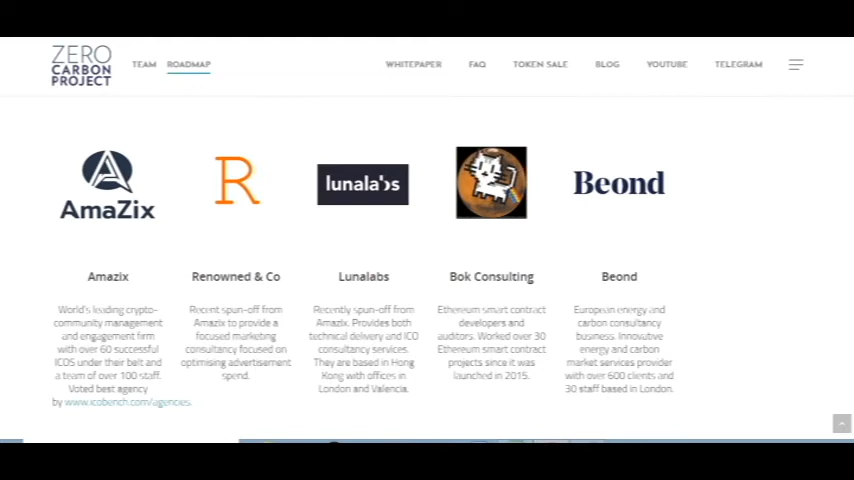 ZERO
CARBON
PROJECT
TEAM
ROADMAP
WHITEPAPER
FAQ
TOKEN SALE
BLOG
YOUTUBE
TELEGRAM
AmaZix
R
lunala's
Beond
Amazix
World's leading crypto-
community management
and engagement firm
with over 60 successful
ICOS under their belt and
a team of over 100 staff.
Voted best agency
by www.icobench.com/agencies.
Renowned & Co
Recent spun-off from
Amazix to provide a
focused marketing
consultancy focused on
optimising advertisement
spend.
Lunalabs
Recently spun-off from
Amazix. Provides both
technical delivery and ICO
consultancy services.
They are based in Hong
Kong with offices in
London and Valencia.
Bok Consulting
Ethereum smart contract
developers and
auditors. Worked over 30
Ethereum smart contract
projects since it was
launched in 2015.
Beond
European energy and
carbon consultancy
business. Innovative
energy and carbon
market services provider
with over 600 clients and
30 staff based in London.